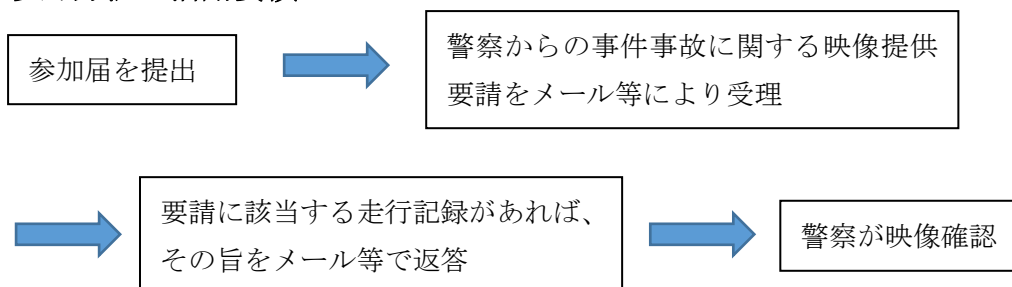 参加届を提出
警察からの事件事故に関する映像提供
要請をメール等により受理
要請に該当する走行記録があれば、
その旨をメール等で返答
警察が映像確認